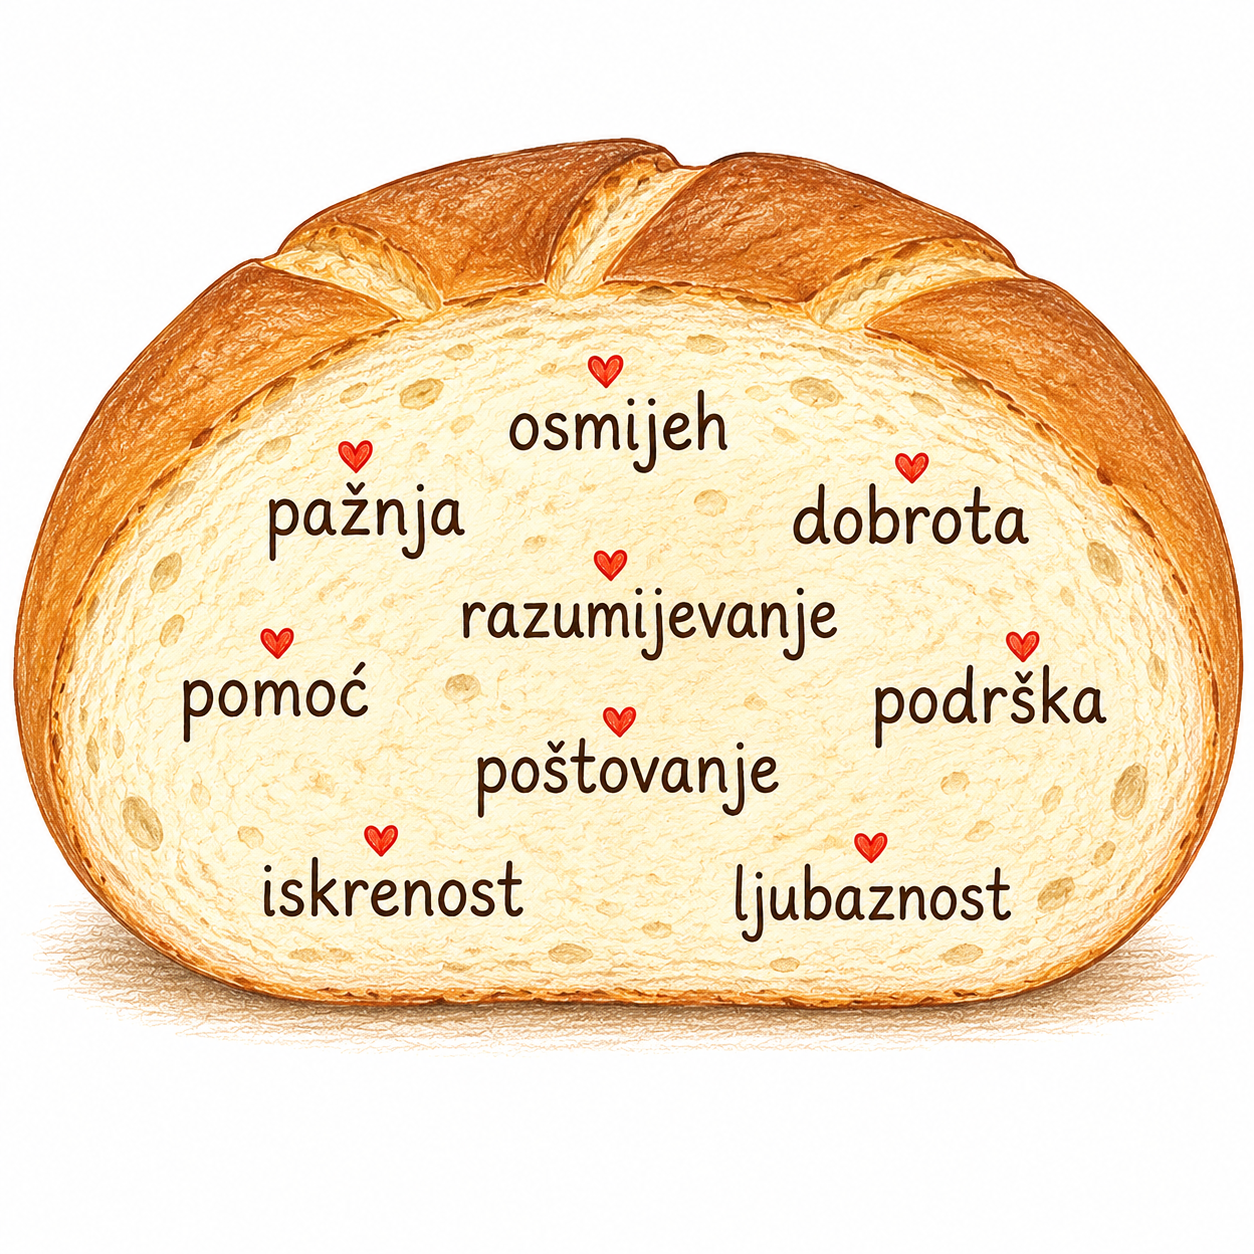 osmijeh
pažnja
dobrota
razumijevanje
pomoć
podrška
poštovanje
iskrenost
ljubaznost